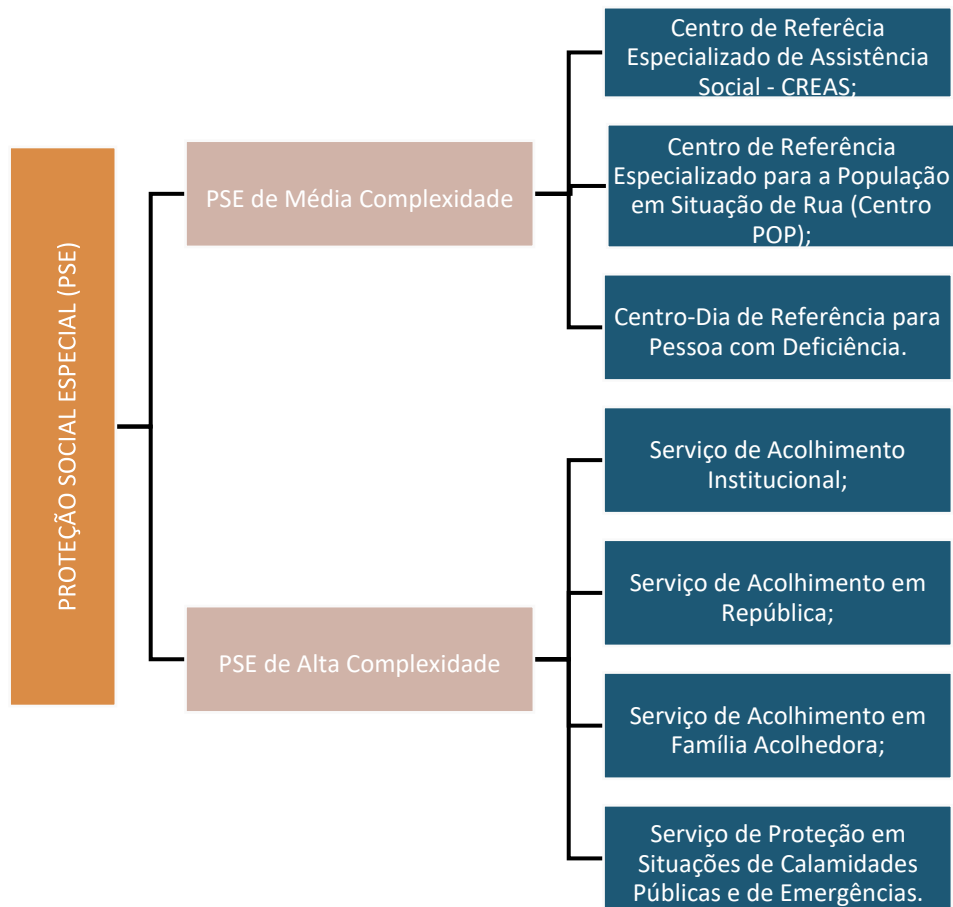 PROTEÇÃO SOCIAL ESPECIAL (PSE)
PSE de Média Complexidade
Centro de Referêcia
Especializado de Assistência
Social - CREAS;
Centro de Referência
Especializado para a População
em Situação de Rua (Centro
POP);
Centro-Dia de Referência para
Pessoa com Deficiência.
PSE de Alta Complexidade
Serviço de Acolhimento
Institucional;
Serviço de Acolhimento em
República;
Serviço de Acolhimento em
Família Acolhedora;
Serviço de Proteção em
Situações de Calamidades
Públicas e de Emergências.